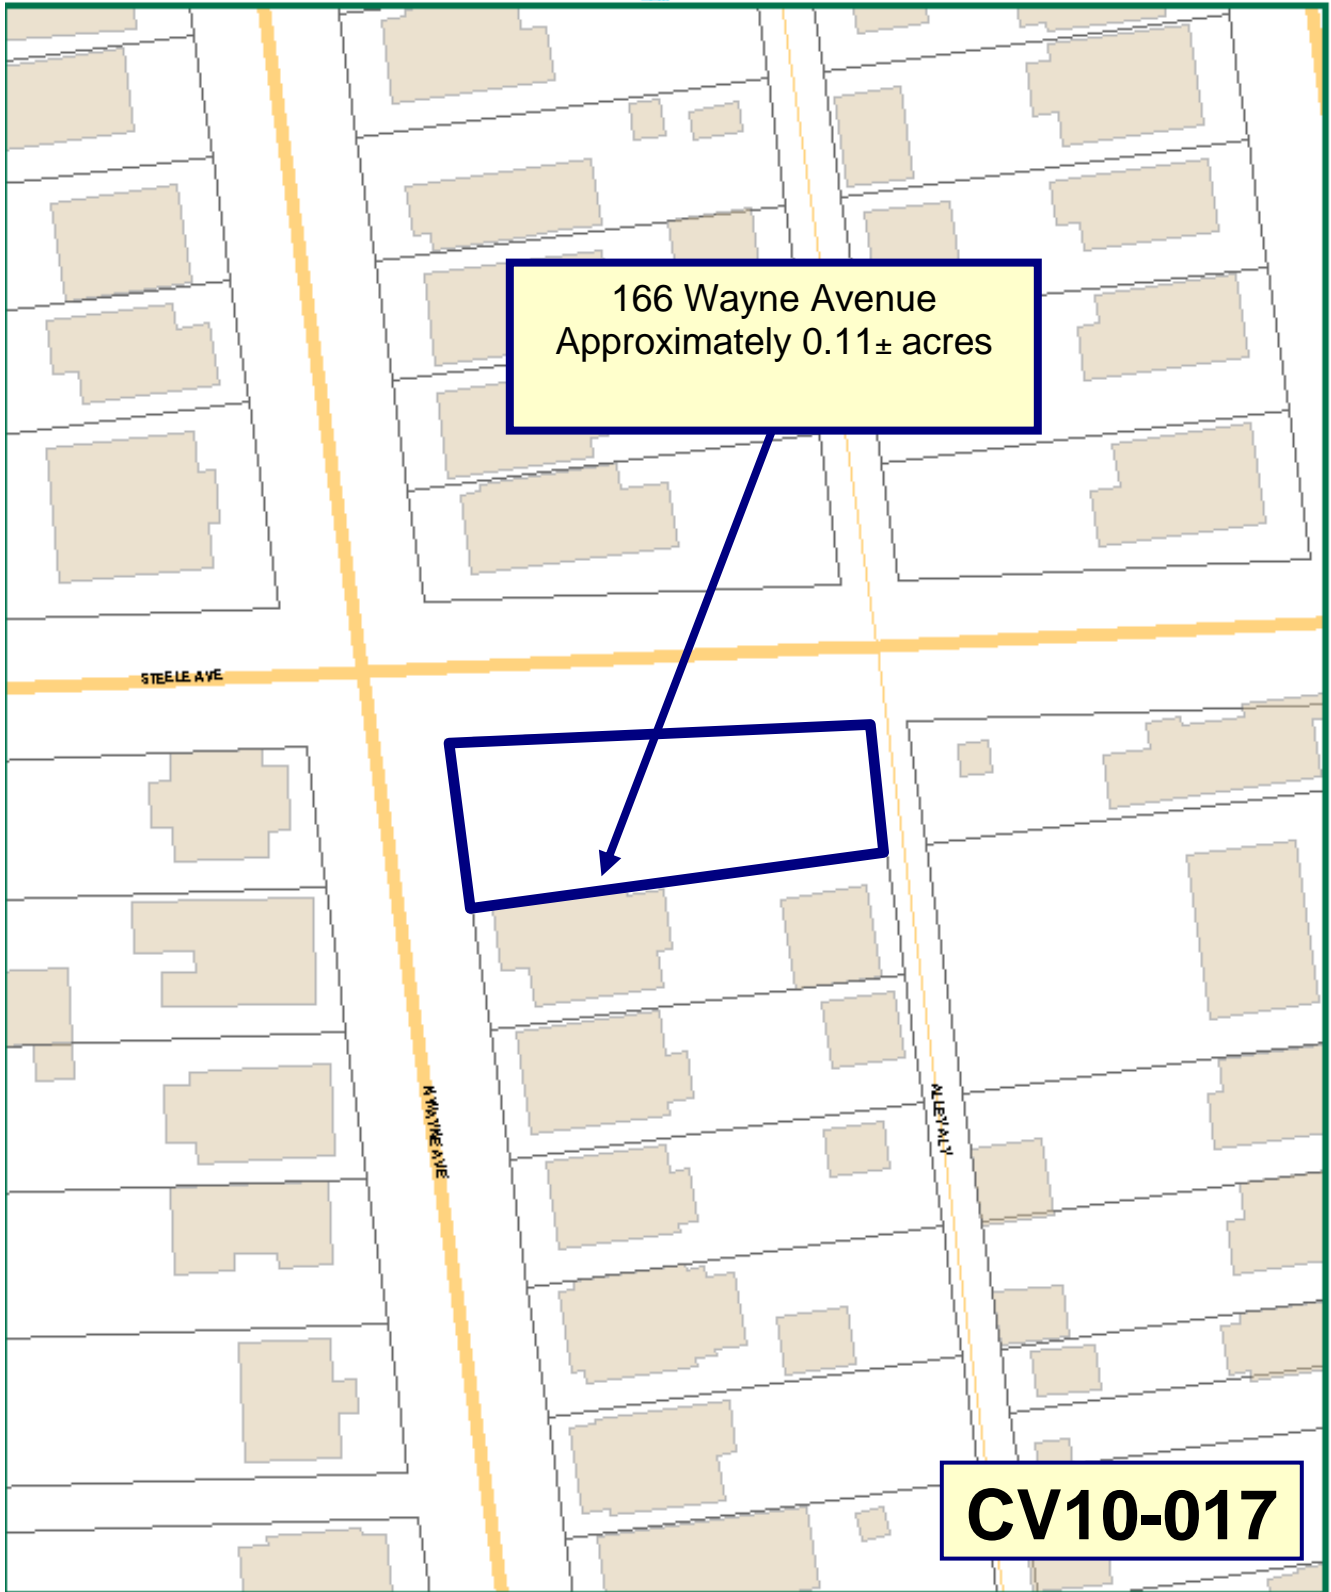 166 Wayne Avenue
Approximately 0.11± acres
STEELE AVE
N WAYNE AVE
ALLEY ALY
CV10-017